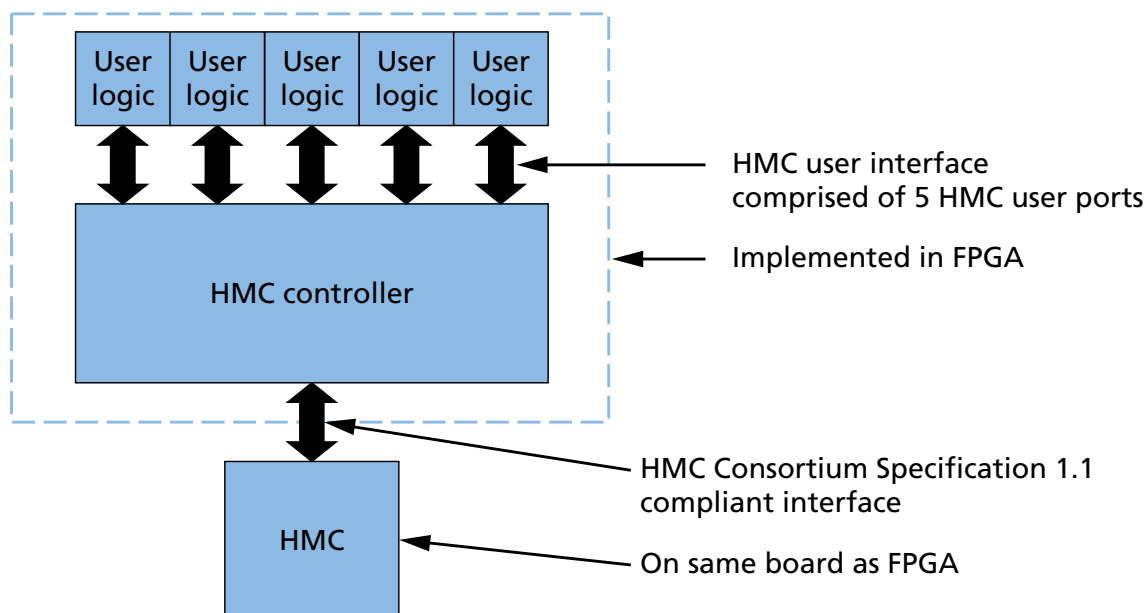 User User User User User
logic logic logic logic logic
HMC user interface
comprised of 5 HMC user ports
Implemented in FPGA
HMC controller
HMC Consortium Specification 1.1
compliant interface
HMC
On same board as FPGA